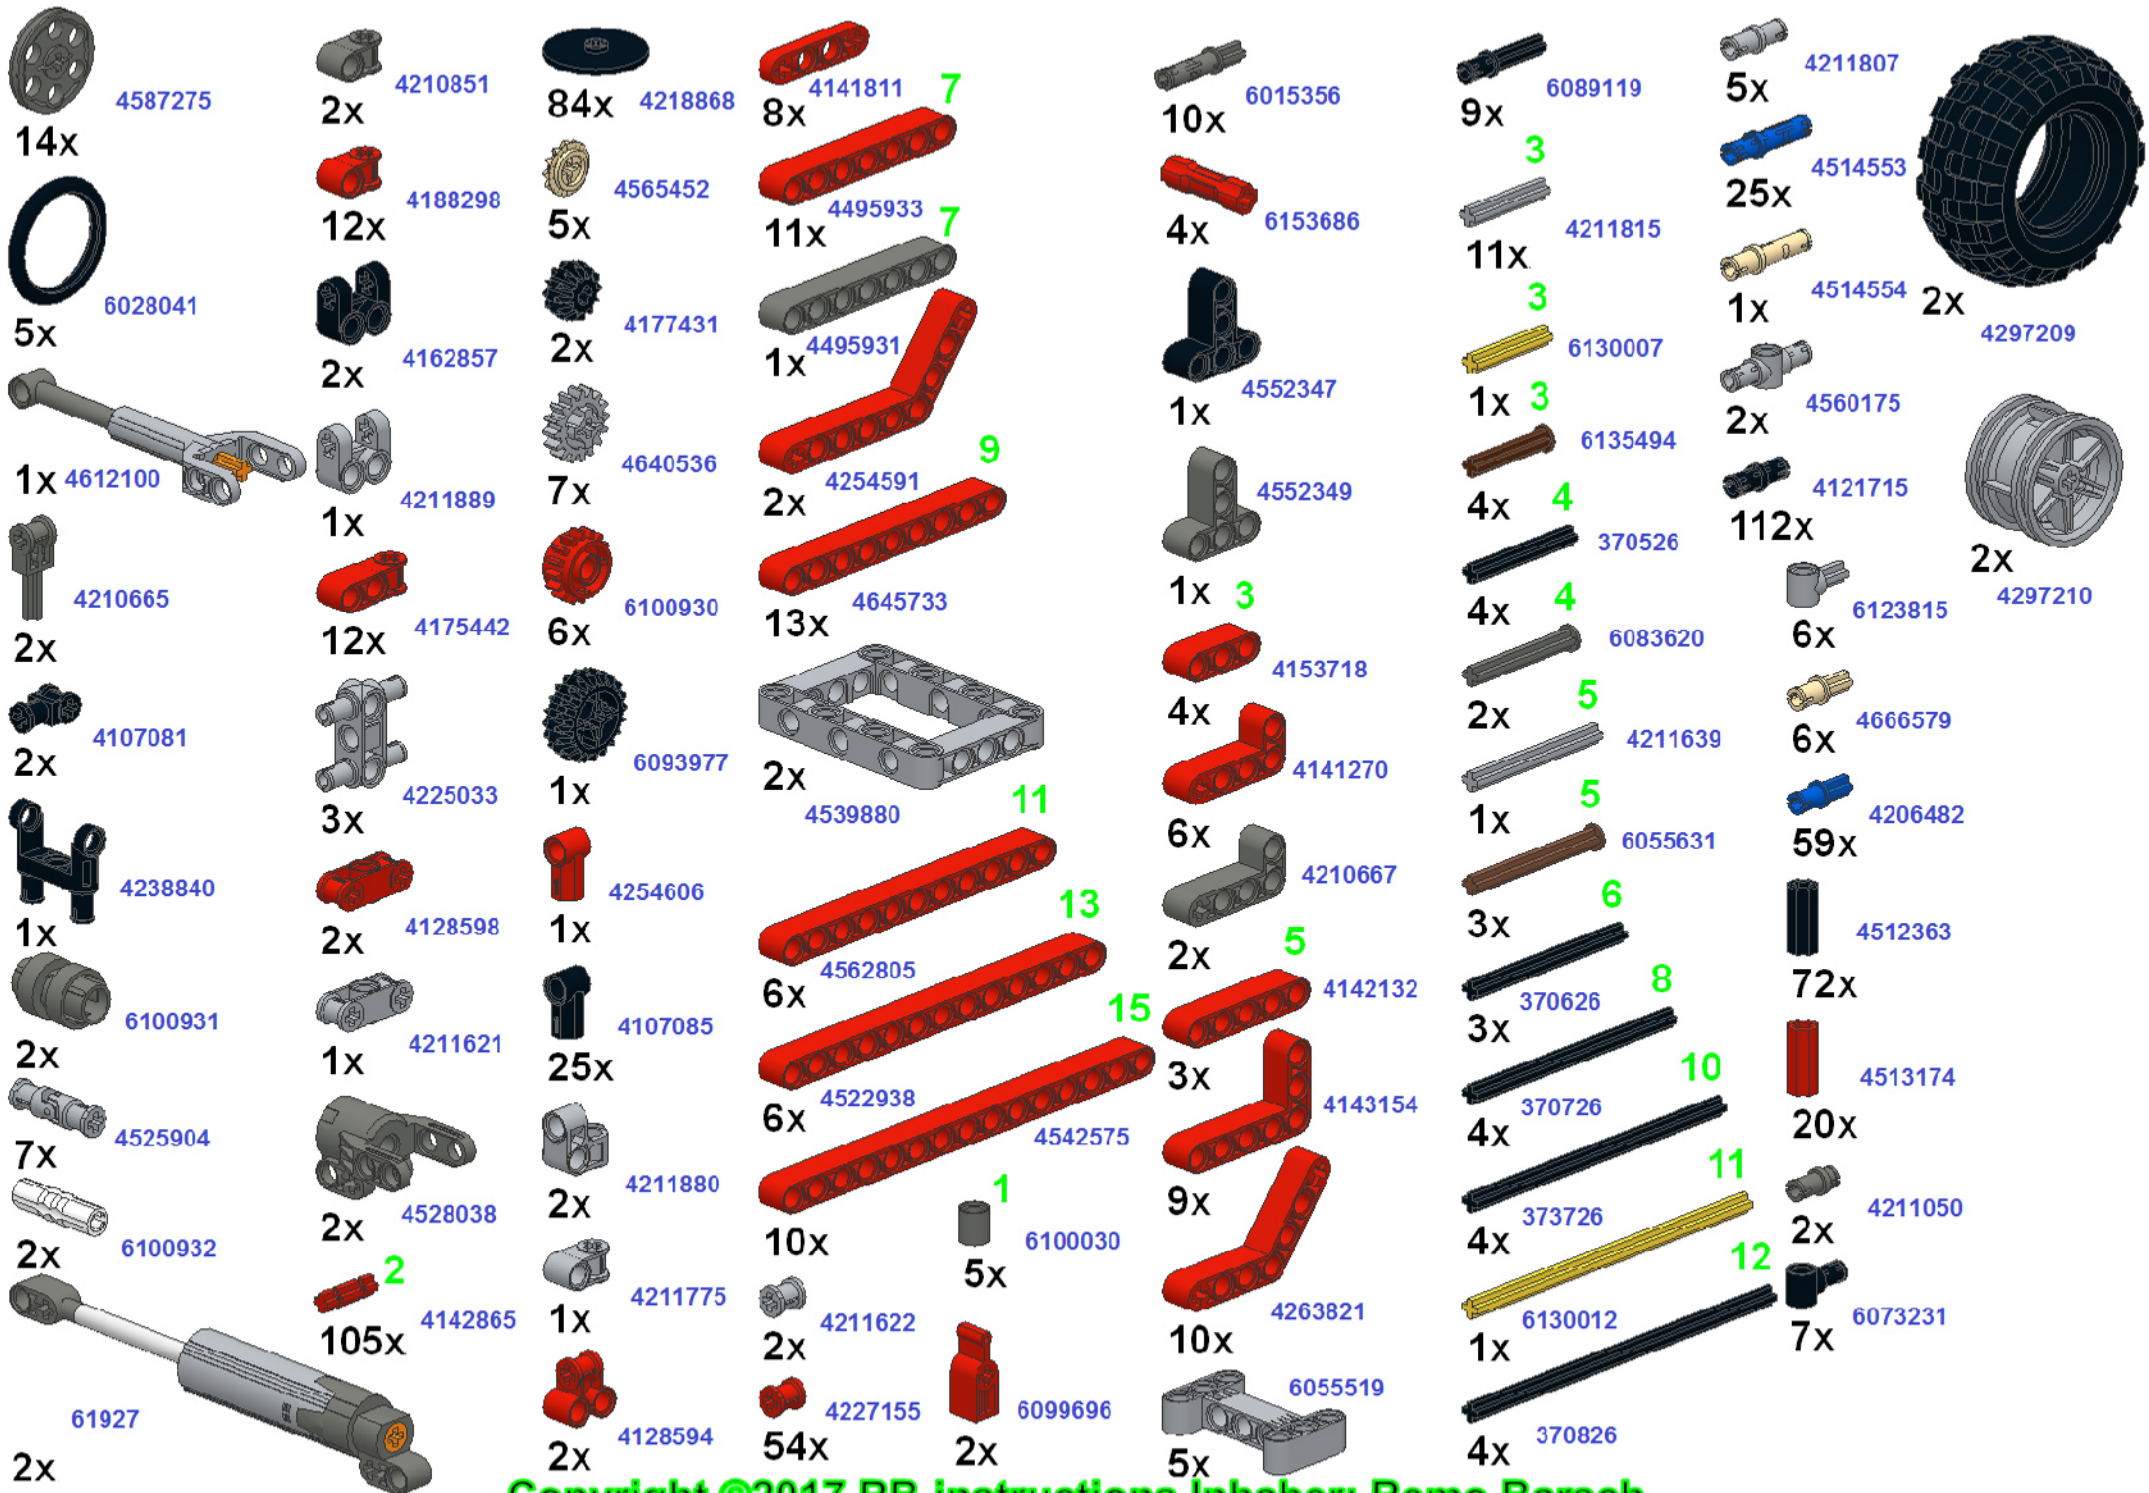 4587275
14x
6028041
5x
1x 4612100
4210665
2x
4107081
2x
4238840
1x
6100931
2x
4525904
7x
6100932
2x
61927
2x
4210851
2x
4188298
12x
4162857
2x
4211889
1x
4175442
12x
4225033
3x
4128598
2x
4211621
1x
4528038
2x
2
4142865
105x
84x 4218868
4565452
5x
4177431
2x
4640536
7x
6100930
6x
6093977
1x
4254606
1x
4107085
25x
4211880
2x
4211775
1x
4128594
2x
4141811
8x
7
4495933
11x
7
4495931
1x
4254591
2x
9
4645733
13x
2x
4539880
11
4562805
6x
13
4522938
6x
15
4542575
10x
1
6100030
5x
4211622
2x
4227155
54x
6099696
2x
6015356
10x
6153686
4x
4552347
1x
4552349
1x
3
4153718
4x
4141270
6x
4210667
2x
5
4142132
3x
4143154
9x
4263821
10x
6055519
5x
6089119
9x
3
4211815
11x
3
6130007
1x
3
6135494
4x
4
370526
4x
4
6083620
2x
5
4211639
1x
5
6055631
3x
6
370626
3x
8
370726
4x
10
373726
4x
11
6130012
1x
12
370826
4x
4211807
5x
4514553
25x
4514554
1x
4560175
2x
4121715
112x
6123815
6x
4666579
6x
4206482
59x
4512363
72x
4513174
20x
4211050
2x
6073231
7x
2x
4297209
2x
4297210
Copyright ©2017 RB-instructions Inhaber: Remo Barsch